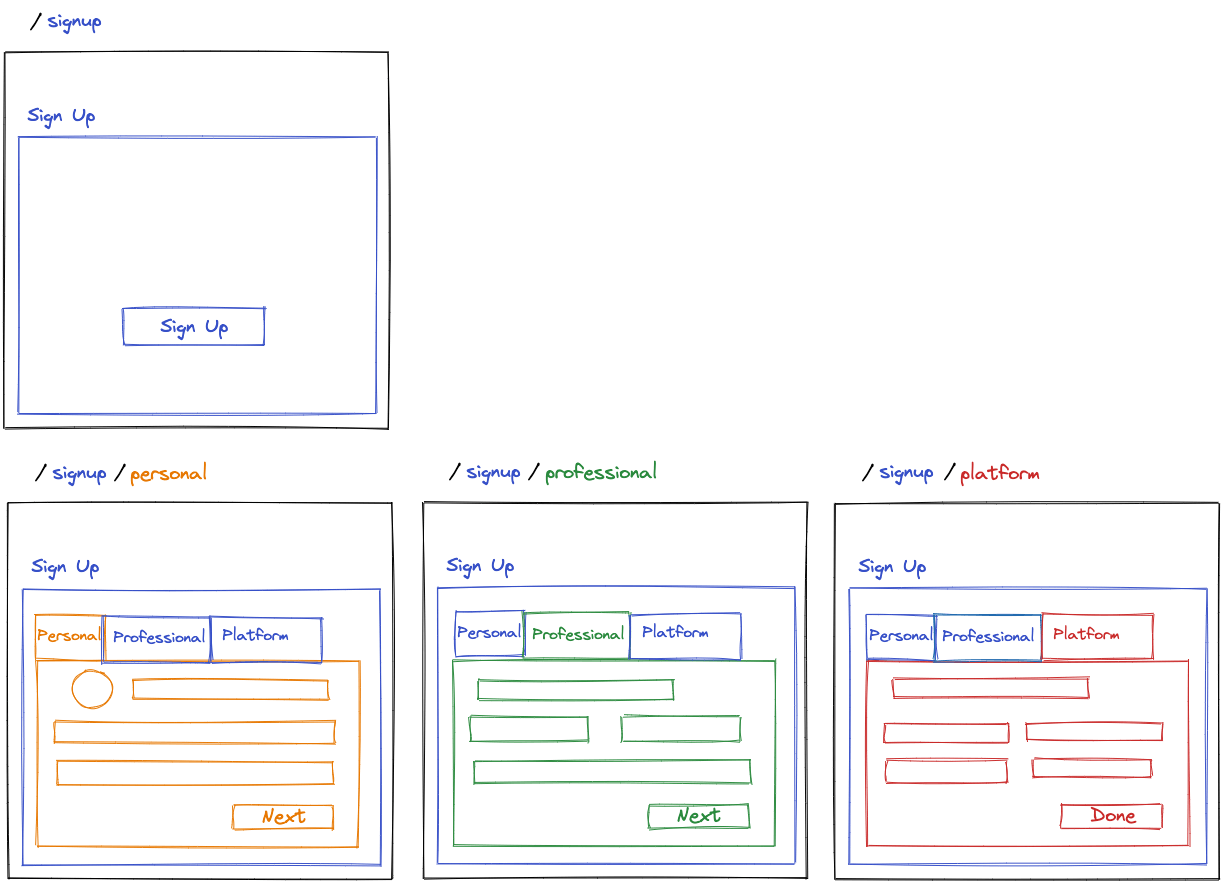 / signup
Sign Up
Sign Up
/ signup / personal
Sign Up
Personal Professional Platform
Next
/ signup / professional
Sign Up
Personal Professional Platform
Next
/ signup / platform
Sign Up
Personal Professional Platform
Done